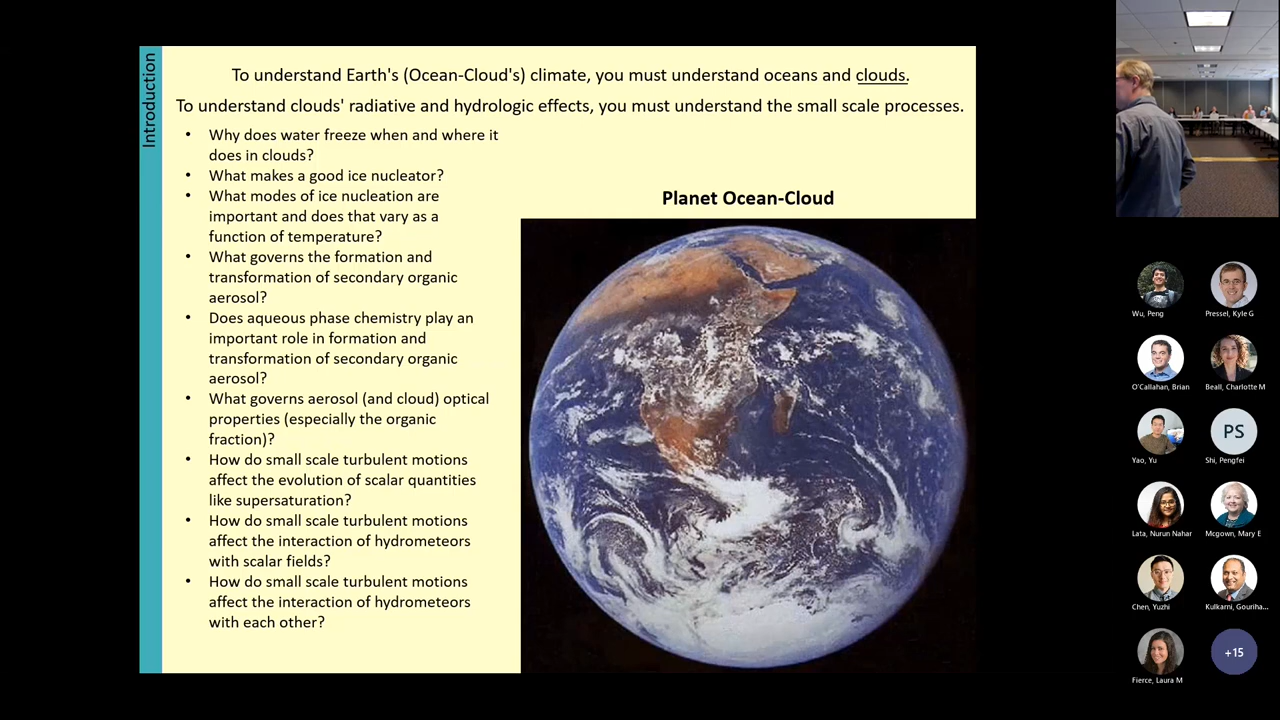 Introduction
To understand Earth's (Ocean-Cloud's) climate, you must understand oceans and clouds.
To understand clouds' radiative and hydrologic effects, you must understand the small scale processes.
• Why does water freeze when and where it
does in clouds?
• What makes a good ice nucleator?
• What modes of ice nucleation are
important and does that vary as a
function of temperature?
• What governs the formation and
transformation of secondary organic
aerosol?
• Does aqueous phase chemistry play an
important role in formation and
transformation of secondary organic
aerosol?
• What governs aerosol (and cloud) optical
properties (especially the organic
fraction)?
• How do small scale turbulent motions
affect the evolution of scalar quantities
like supersaturation?
• How do small scale turbulent motions
affect the interaction of hydrometeors
with scalar fields?
• How do small scale turbulent motions
affect the interaction of hydrometeors
with each other?
Planet Ocean-Cloud
Wu, Peng
Pressel, Kyle G
O'Callahan, Brian
Beall, Charlotte M
Yao, Yu
PS
Shi, Pengfei
Lata, Nurun Nahar
Mcgown, Mary E
Chen, Yuzhi
Kulkarni, Gouriha...
Fierce, Laura M
+15